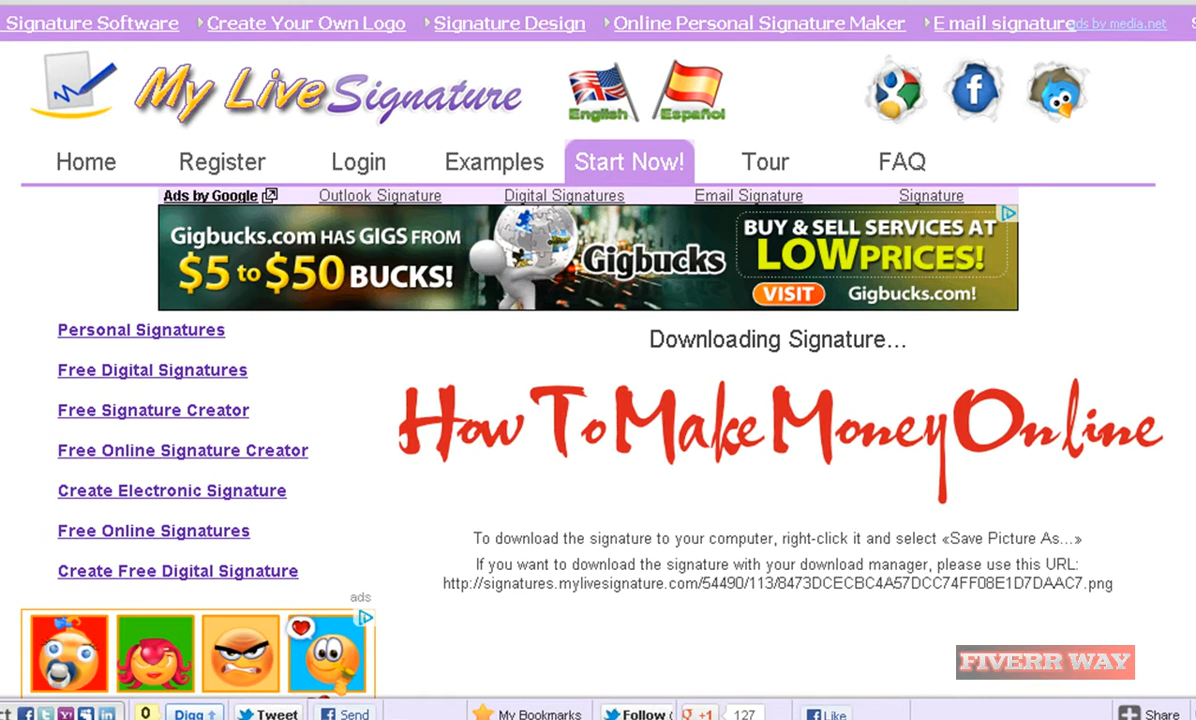 Signature Software Create Your Own Logo Signature Design Online Personal Signature Maker E mail signature ads by media.net
My Live Signature
English Español
Home Register Login Examples Start Now! Tour FAQ
Ads by Google Outlook Signature Digital Signatures Email Signature Signature
Gigbucks.com HAS GIGS FROM
$5 to $50 BUCKS!
Gigbucks
BUY & SELL SERVICES AT
LOW PRICES!
VISIT Gigbucks.com!
Personal Signatures
Free Digital Signatures
Free Signature Creator
Free Online Signature Creator
Create Electronic Signature
Free Online Signatures
Create Free Digital Signature
ads
Downloading Signature...
How To Make Money Online
To download the signature to your computer, right-click it and select «Save Picture As...»
If you want to download the signature with your download manager, please use this URL:
http://signatures.mylivesignature.com/54490/113/8473DCECBC4A57DCC74FF08E1D7DAAC7.png
FIVERR WAY
0 Digg Tweet Send My Bookmarks Follow +1 127 Like Share